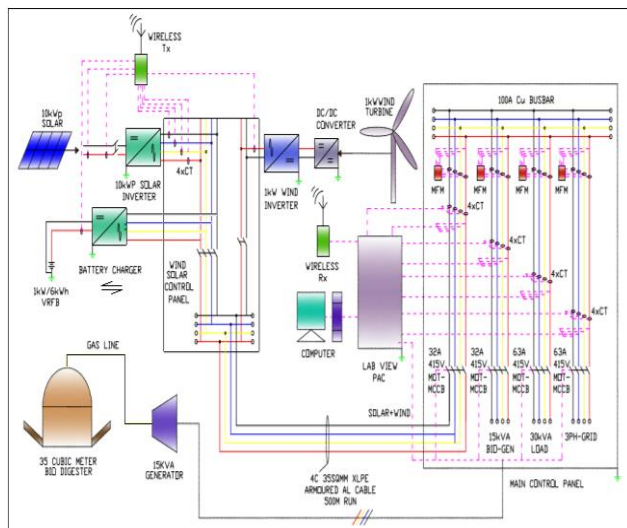 WIRELESS
Tx
10kWp
SOLAR
4xCT
10kWP SOLAR
INVERTER
BATTERY CHARGER
1kW/6kWh
VRFB
WIND
SOLAR
CONTROL
PANEL
DC/DC
CONVERTER
1kWWIND
TURBINE
1kW WIND
INVERTER
WIRELESS
Rx
COMPUTER
LAB VIEW
PAC
100A Cu BUSBAR
MFM
MFM
MFM
MFM
4xCT
4xCT
4xCT
4xCT
32A
415V
MDT-
MCCB
32A
415V
MDT-
MCCB
63A
415V
MDT-
MCCB
63A
415V
MDT-
MCCB
SOLAR+WIND
15kVA
BIO-GEN
30kVA
LOAD
3PH-GRID
MAIN CONTROL PANEL
GAS LINE
35 CUBIC METER
BIO DIGESTER
15KVA
GENERATOR
4C 35SQMM XLPE
ARMOURED AL CABLE
500M RUN